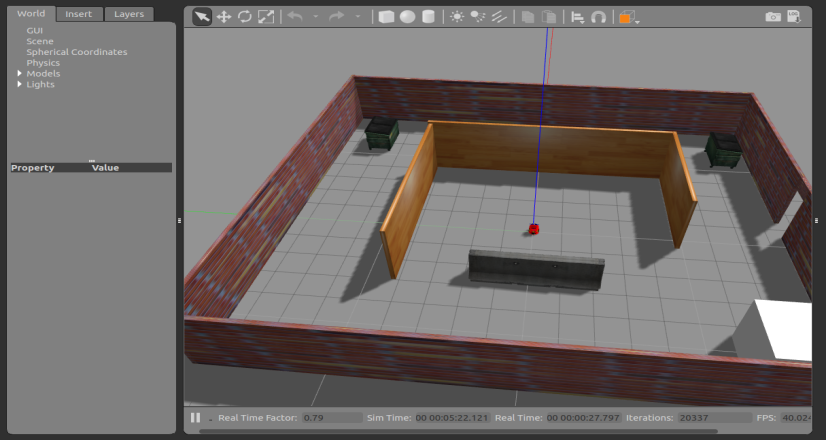 World Insert Layers
GUI
Scene
Spherical Coordinates
Physics
Models
Lights
Property Value
Real Time Factor: 0.79 Sim Time: 00 00:05:22.121 Real Time: 00 00:00:27.797 Iterations: 20337 FPS: 40.024